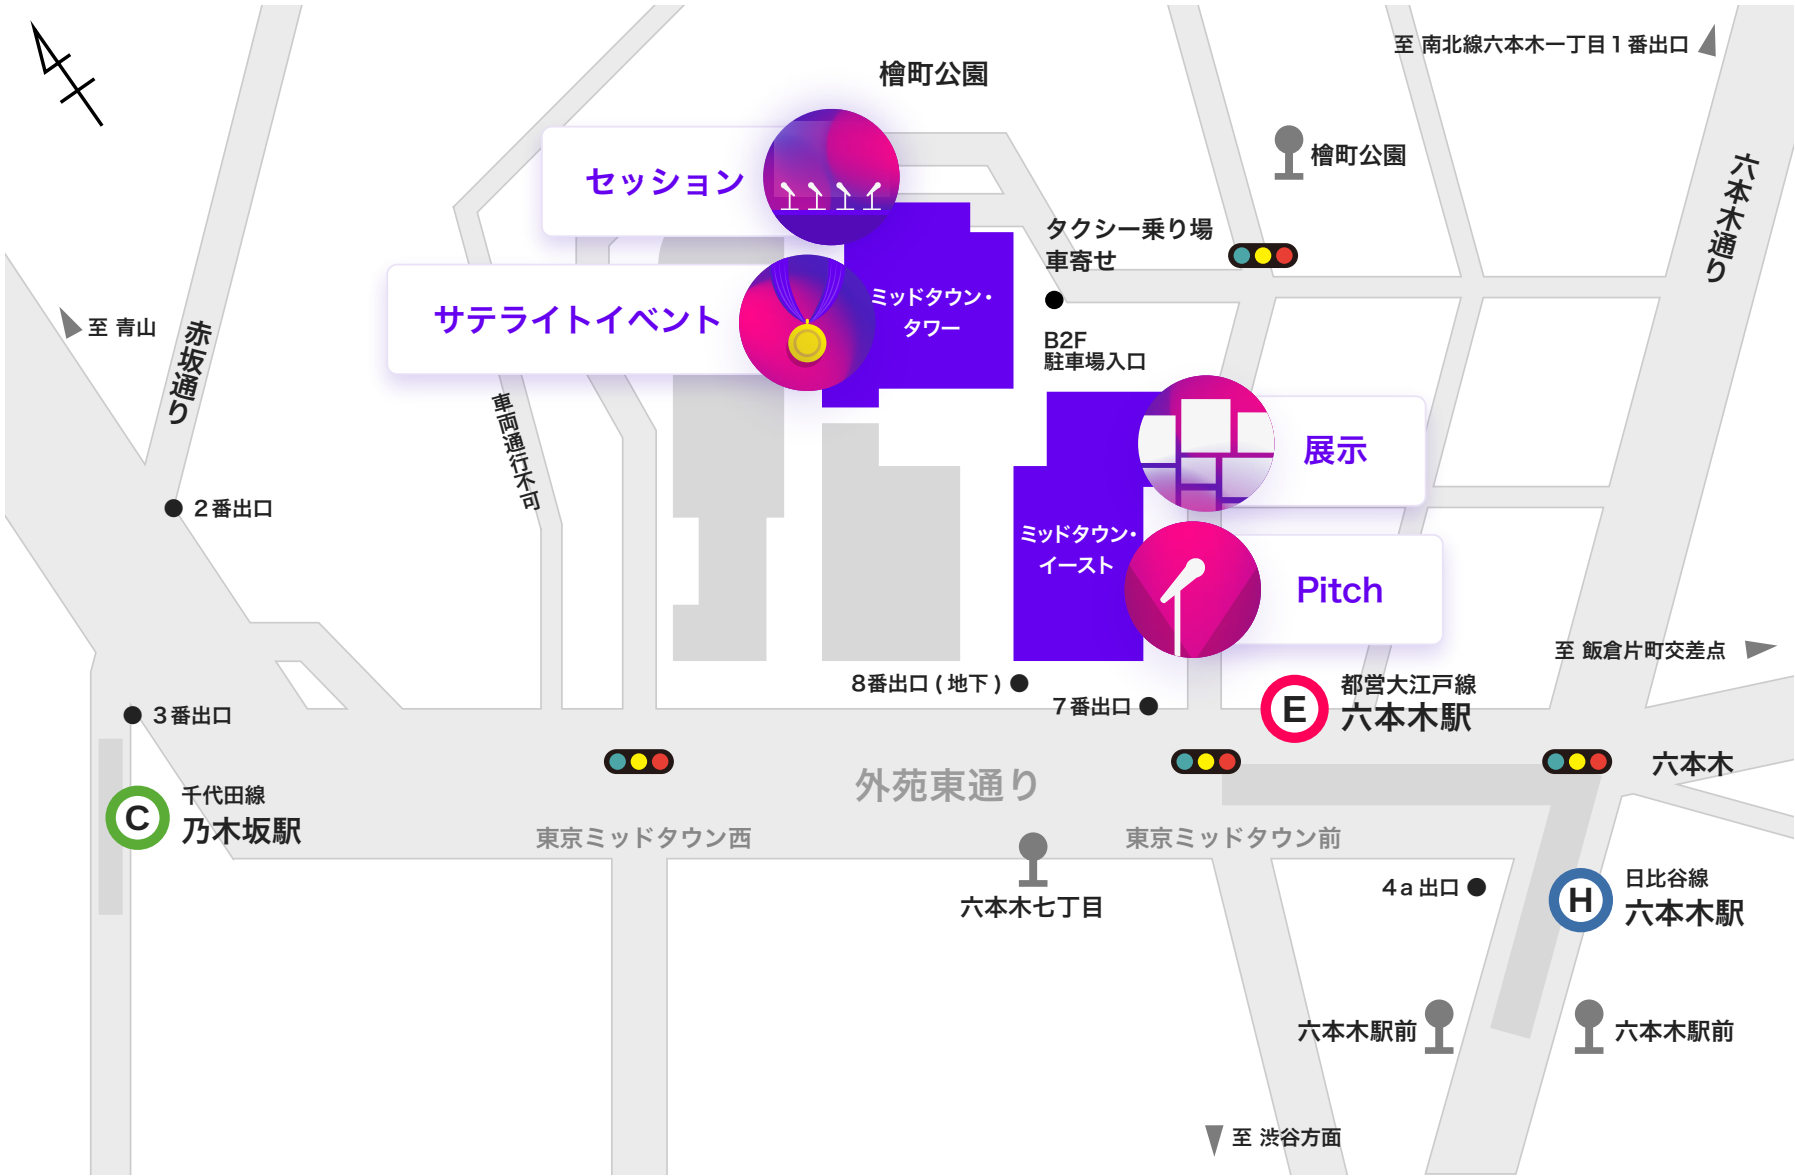 至 南北線六本木一丁目1番出口
檜町公園
檜町公園
セッション
六本木通り
タクシー乗り場
車寄せ
サテライトイベント
ミッドタウン・
タワー
至 青山
赤坂通り
B2F
駐車場入口
車両通行不可
展示
2番出口
ミッドタウン・
イースト
Pitch
至 飯倉片町交差点
8番出口 ( 地下 )
7番出口
E
都営大江戸線
六本木駅
3番出口
外苑東通り
六本木
C
千代田線
乃木坂駅
東京ミッドタウン西
東京ミッドタウン前
六本木七丁目
4a 出口
H
日比谷線
六本木駅
六本木駅前
六本木駅前
至 渋谷方面